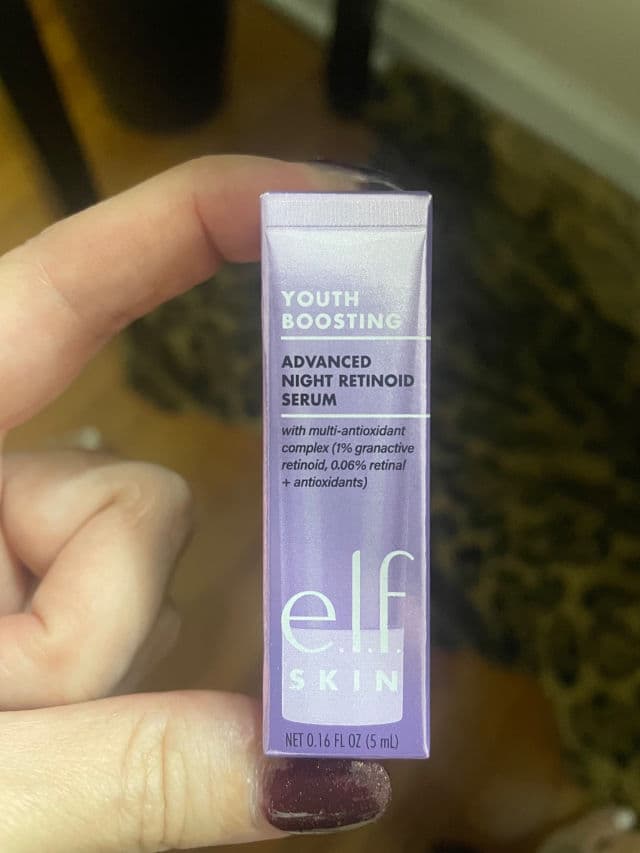 YOUTH
BOOSTING
ADVANCED
NIGHT RETINOID
SERUM
with multi-antioxidant
complex (1% granactive
retinoid, 0.06% retinal
+ antioxidants)
e.l.f.
SKIN
NET 0.16 FL OZ (5 mL)